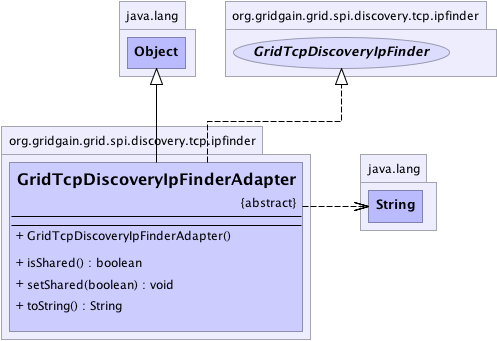 java.lang
Object
org.gridgain.grid.spi.discovery.tcp.ipfinder
GridTcpDiscoveryIpFinder
org.gridgain.grid.spi.discovery.tcp.ipfinder
GridTcpDiscoveryIpFinderAdapter
{abstract}
+ GridTcpDiscoveryIpFinderAdapter()
+ isShared() : boolean
+ setShared(boolean) : void
+ toString() : String
java.lang
String